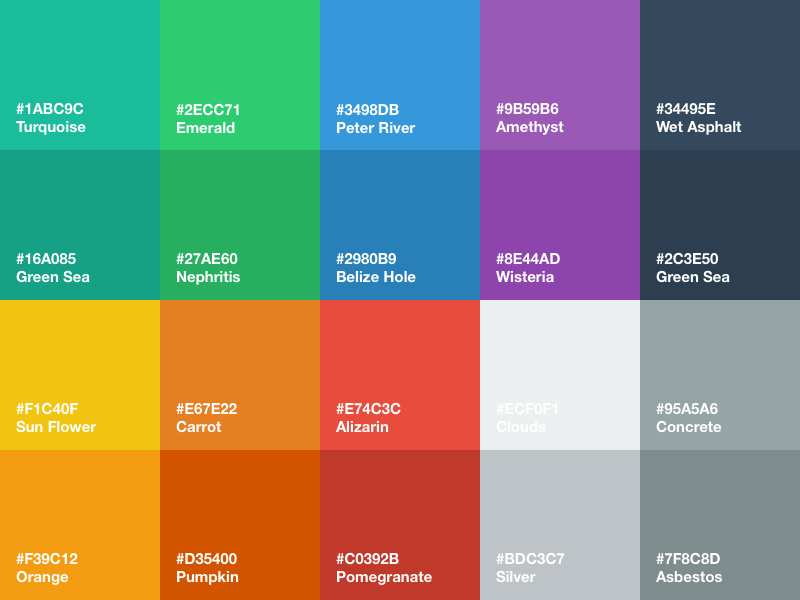 #1ABC9C
Turquoise
#2ECC71
Emerald
#3498DB
Peter River
#9B59B6
Amethyst
#34495E
Wet Asphalt
#16A085
Green Sea
#27AE60
Nephritis
#2980B9
Belize Hole
#8E44AD
Wisteria
#2C3E50
Green Sea
#F1C40F
Sun Flower
#E67E22
Carrot
#E74C3C
Alizarin
#ECF0F1
Clouds
#95A5A6
Concrete
#F39C12
Orange
#D35400
Pumpkin
#C0392B
Pomegranate
#BDC3C7
Silver
#7F8C8D
Asbestos